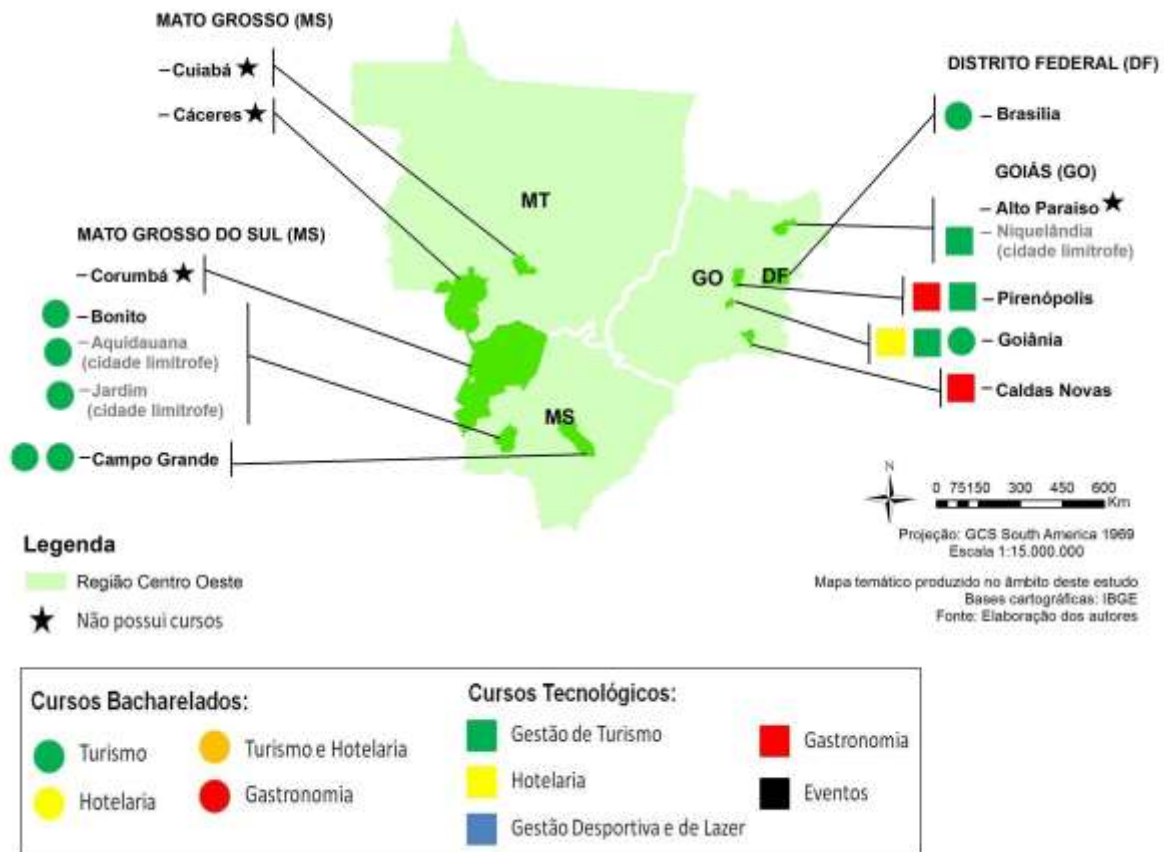 MATO GROSSO (MS)
–Cuiabá
–Cáceres
MATO GROSSO DO SUL (MS)
–Corumbá
–Bonito
–Aquidauana
(cidade limítrofe)
–Jardim
(cidade limítrofe)
–Campo Grande
MT
GO
DF
MS
DISTRITO FEDERAL (DF)
– Brasília
GOIÁS (GO)
–Alto Paraiso
–Niquelândia
(cidade limítrofe)
–Pirenópolis
– Goiânia
–Caldas Novas
N
0 75150 300 450 600
Km
Projeção: GCS South America 1969
Escala 1:15.000.000
Mapa temático produzido no âmbito deste estudo
Bases cartográficas: IBGE
Fonte: Elaboração dos autores
Legenda
Região Centro Oeste
Não possui cursos
Cursos Bacharelados:
Turismo
Turismo e Hotelaria
Hotelaria
Gastronomia
Cursos Tecnológicos:
Gestão de Turismo
Gastronomia
Hotelaria
Eventos
Gestão Desportiva e de Lazer